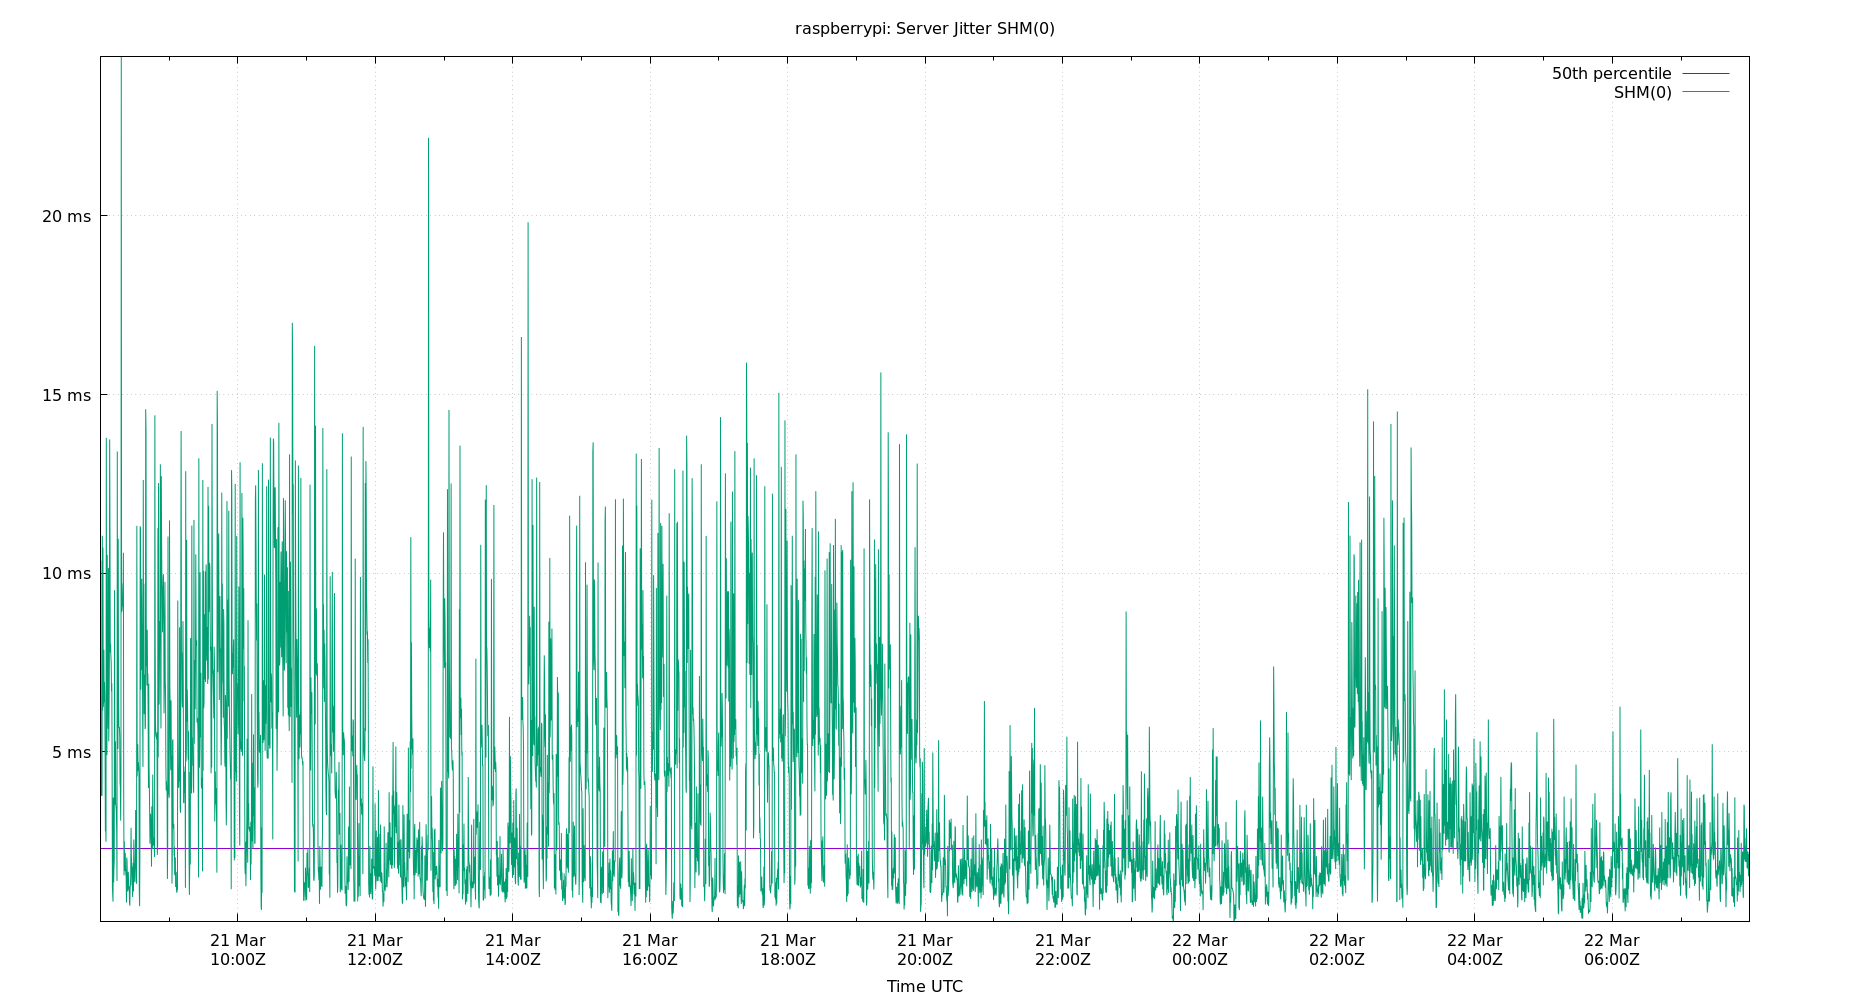 raspberrypi: Server Jitter SHM(0)
50th percentile
SHM(0)
20 ms
15 ms
10 ms
5 ms
21 Mar 21 Mar 21 Mar 21 Mar 21 Mar 21 Mar 21 Mar 22 Mar 22 Mar 22 Mar 22 Mar
10:00Z 12:00Z 14:00Z 16:00Z 18:00Z 20:00Z 22:00Z 00:00Z 02:00Z 04:00Z 06:00Z
Time UTC